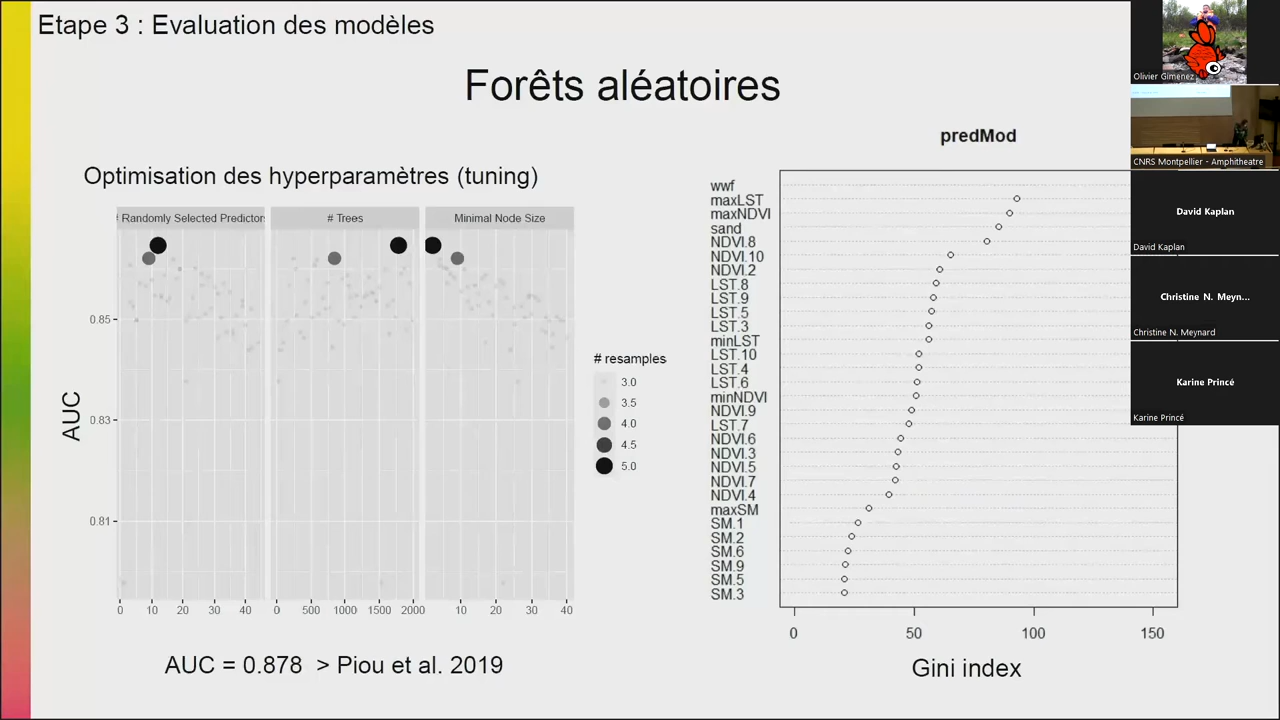 Etape 3 : Evaluation des modèles
Forêts aléatoires
Optimisation des hyperparamètres (tuning)
# Randomly Selected Predictors
# Trees
Minimal Node Size
AUC
0.85
0.83
0.81
0 10 20 30 40
0 500 1000 1500 2000
10 20 30 40
# resamples
3.0
3.5
4.0
4.5
5.0
AUC = 0.878 > Piou et al. 2019
predMod
wwf
maxLST
maxNDVI
sand
NDVI.8
NDVI.10
NDVI.2
LST.8
LST.9
LST.5
LST.3
minLST
LST.10
LST.4
LST.6
minNDVI
NDVI.9
LST.7
NDVI.6
NDVI.3
NDVI.5
NDVI.7
NDVI.4
maxSM
SM.1
SM.2
SM.6
SM.9
SM.5
SM.3
0 50 100 150
Gini index
Olivier Gimenez
CNRS Montpellier - Amphitheatre
David Kaplan
David Kaplan
Christine N. Meyn...
Christine N. Meynard
Karine Princé
Karine Princé